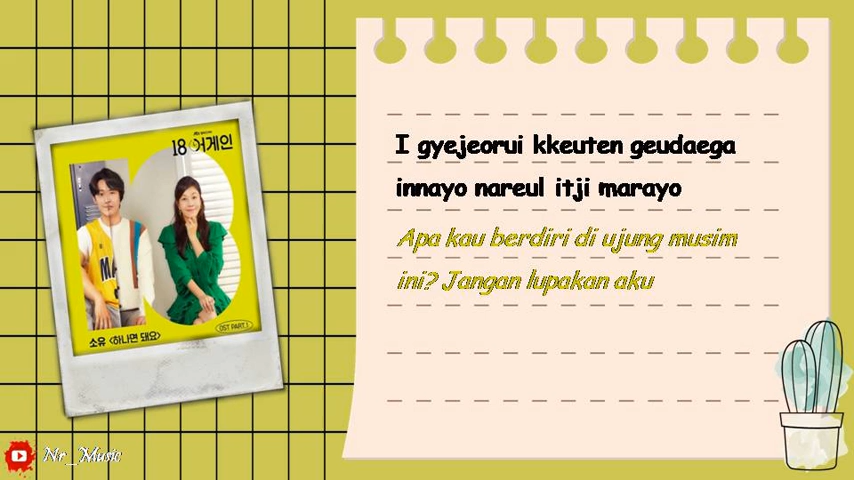 18 어게인
OST PART.1
소유 <하나면 돼요>
I gyejeorui kkeuten geudaega
innayo nareul itji marayo
Apa kau berdiri di ujung musim
ini? Jangan lupakan aku
Nr_Music